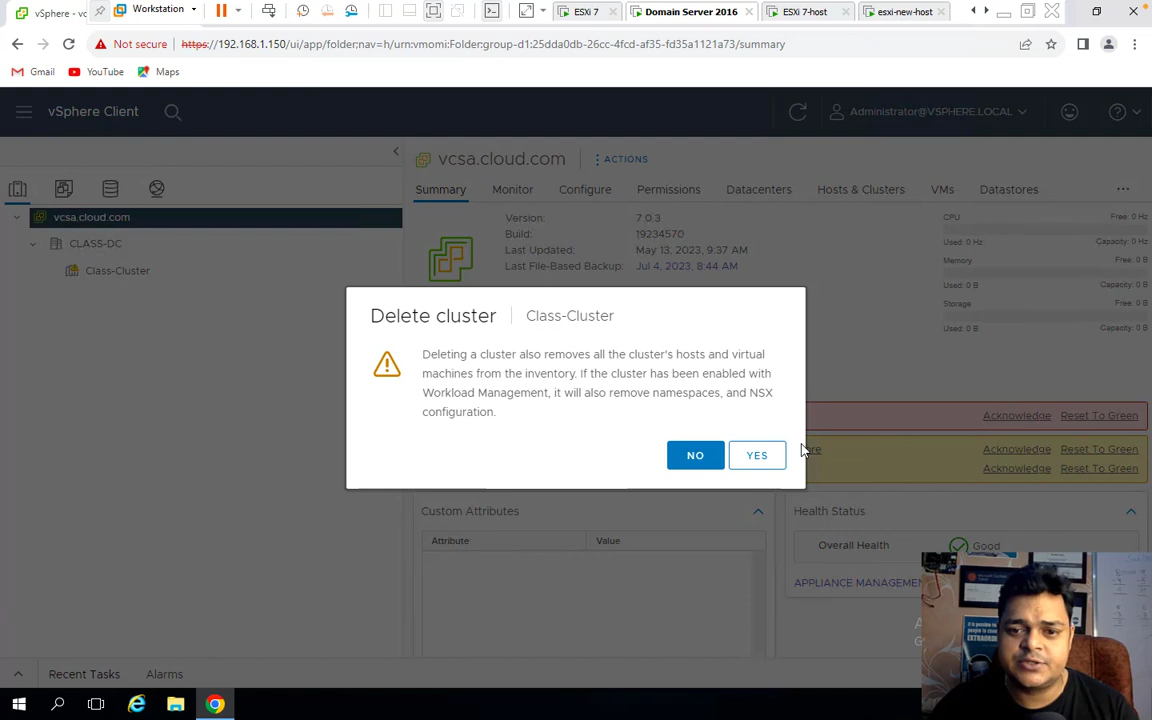 vSphere - vc
Workstation
ESXi 7
Domain Server 2016
ESXi 7-host
esxi-new-host
Not secure
https://192.168.1.150/ui/app/folder;nav=h/urn:vmomi:Folder:group-d1:25dda0db-26cc-4fcd-af35-fd35a1121a73/summary
Gmail
YouTube
Maps
vSphere Client
Administrator@VSPHERE.LOCAL
vcsa.cloud.com
ACTIONS
Summary
Monitor
Configure
Permissions
Datacenters
Hosts & Clusters
VMs
Datastores
vcsa.cloud.com
CLASS-DC
Class-Cluster
Version: 7.0.3
Build: 19234570
Last Updated: May 13, 2023, 9:37 AM
Last File-Based Backup: Jul 4, 2023, 8:44 AM
CPU Free: 0 Hz
Used: 0 Hz Capacity: 0 Hz
Memory Free: 0 B
Used: 0 B Capacity: 0 B
Storage Free: 0 B
Used: 0 B Capacity: 0 B
Delete cluster
Class-Cluster
Deleting a cluster also removes all the cluster's hosts and virtual
machines from the inventory. If the cluster has been enabled with
Workload Management, it will also remove namespaces, and NSX
configuration.
NO
YES
Acknowledge Reset To Green
Acknowledge Reset To Green
Acknowledge Reset To Green
Custom Attributes
Attribute Value
Health Status
Overall Health Good
APPLIANCE MANAGEMEN
Recent Tasks
Alarms